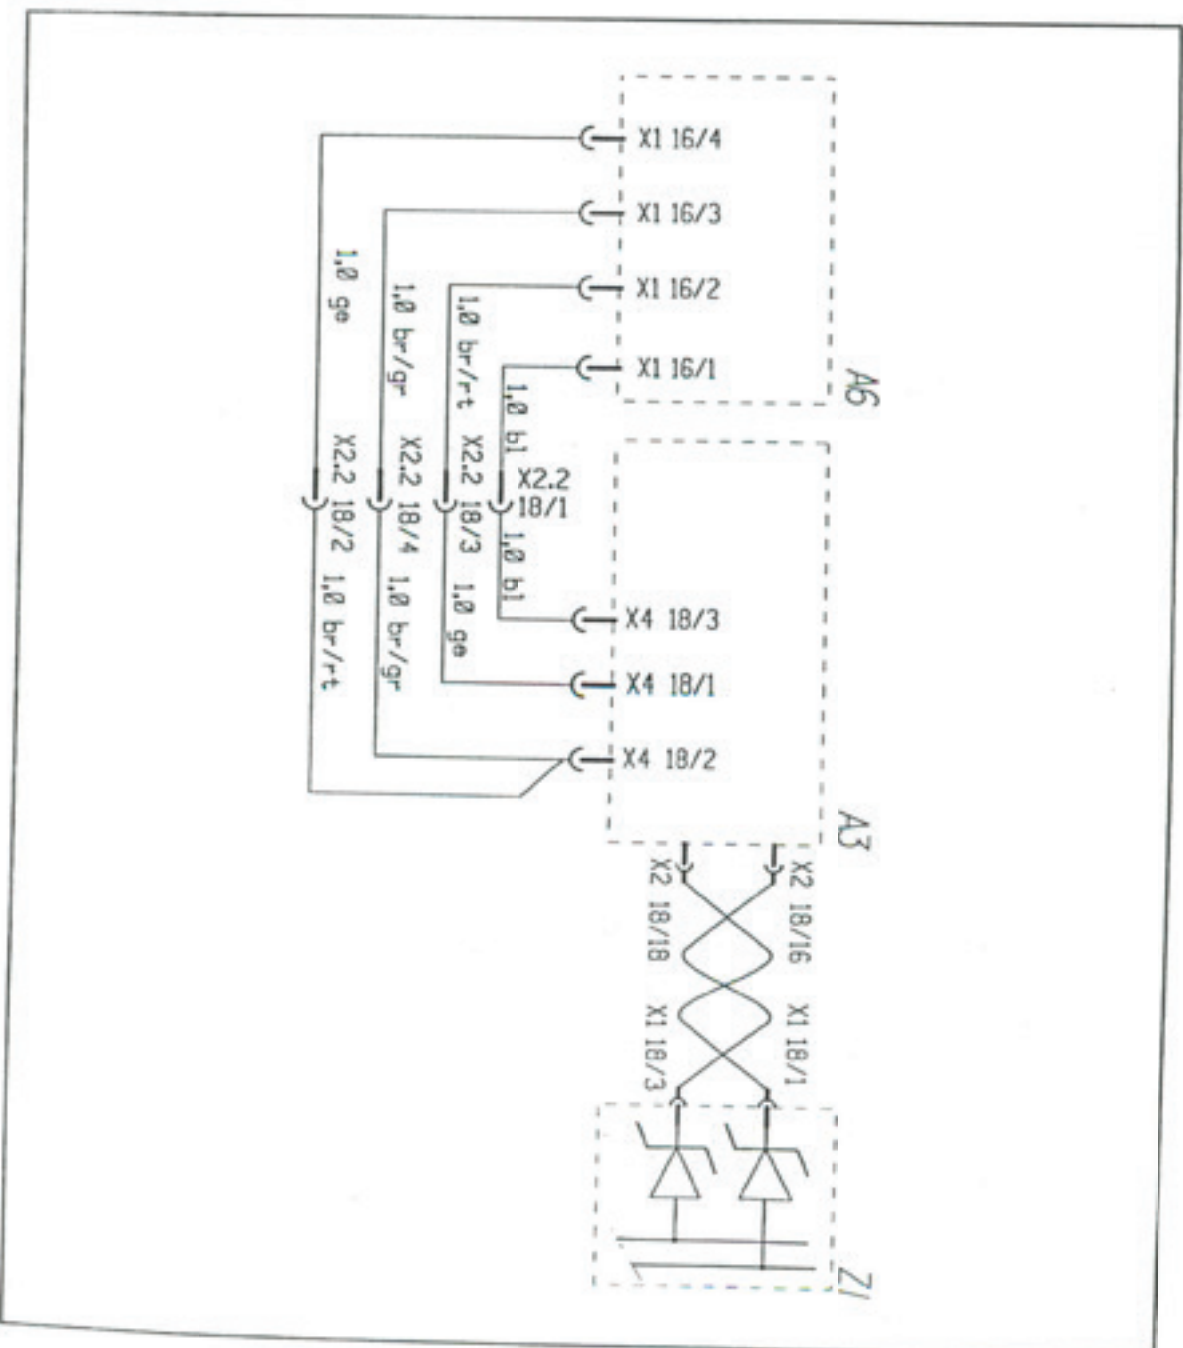 X1 16/4
X1 16/3
X1 16/2
X1 16/1
A6
1,0 ge
1,0 br/gr
1,0 br/rt
1,0 bl
X2.2 18/2
X2.2 18/4
X2.2 18/3
X2.2
18/1
1,0 br/rt
1,0 br/gr
1,0 ge
1,0 bl
X4 18/3
X4 18/1
X4 18/2
A3
X2 18/18
X2 18/16
X1 18/3
X1 18/1
Z1